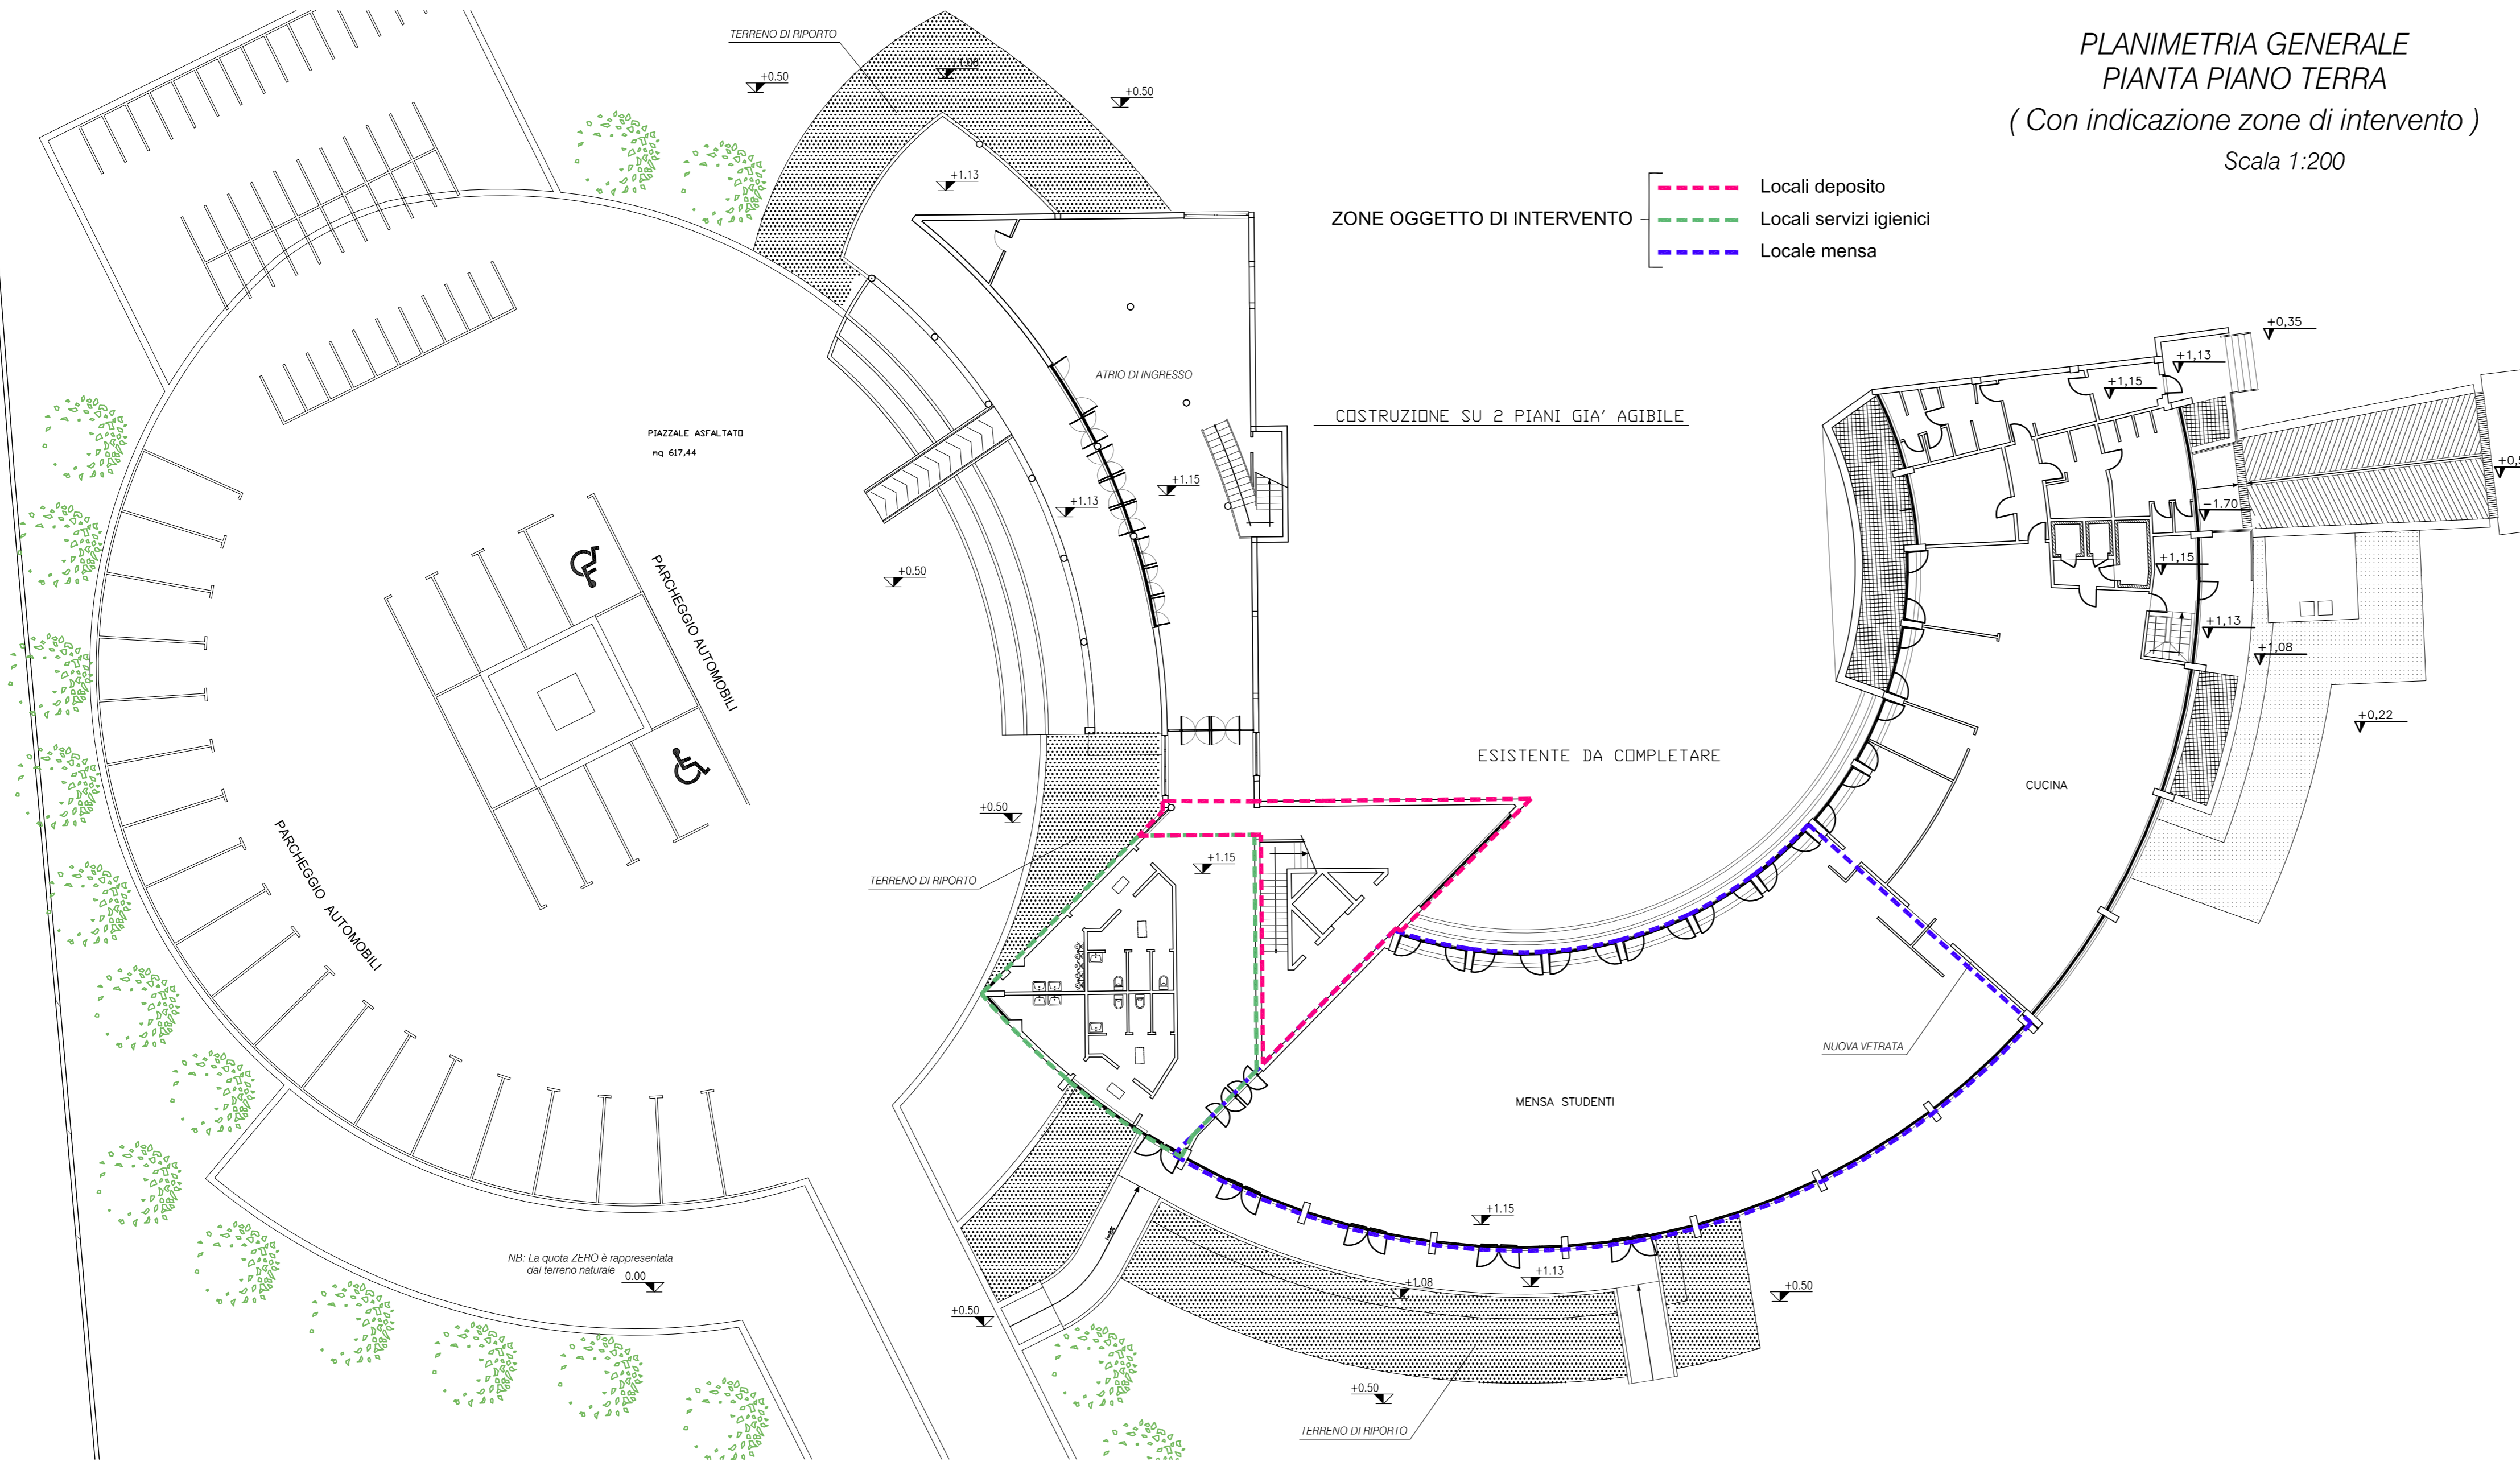 PLANIMETRIA GENERALE
PIANTA PIANO TERRA
( Con indicazione zone di intervento )
Scala 1:200
ZONE OGGETTO DI INTERVENTO
Locali deposito
Locali servizi igienici
Locale mensa
TERRENO DI RIPORTO
+0.50
+1.08
+0.50
+1.13
ATRIO DI INGRESSO
COSTRUZIONE SU 2 PIANI GIA' AGIBILE
+0,35
+1,13
+1,15
PIAZZALE ASFALTATO
mq 617,44
+1.15
+1.13
-1.70
+1,15
+0.50
PARCHEGGIO AUTOMOBILI
+1,13
+1,08
+0,22
ESISTENTE DA COMPLETARE
CUCINA
+0.50
PARCHEGGIO AUTOMOBILI
+1.15
TERRENO DI RIPORTO
NUOVA VETRATA
MENSA STUDENTI
+1.15
NB: La quota ZERO è rappresentata
dal terreno naturale
0.00
+1.13
+1.08
+0.50
+0.50
+0.50
TERRENO DI RIPORTO